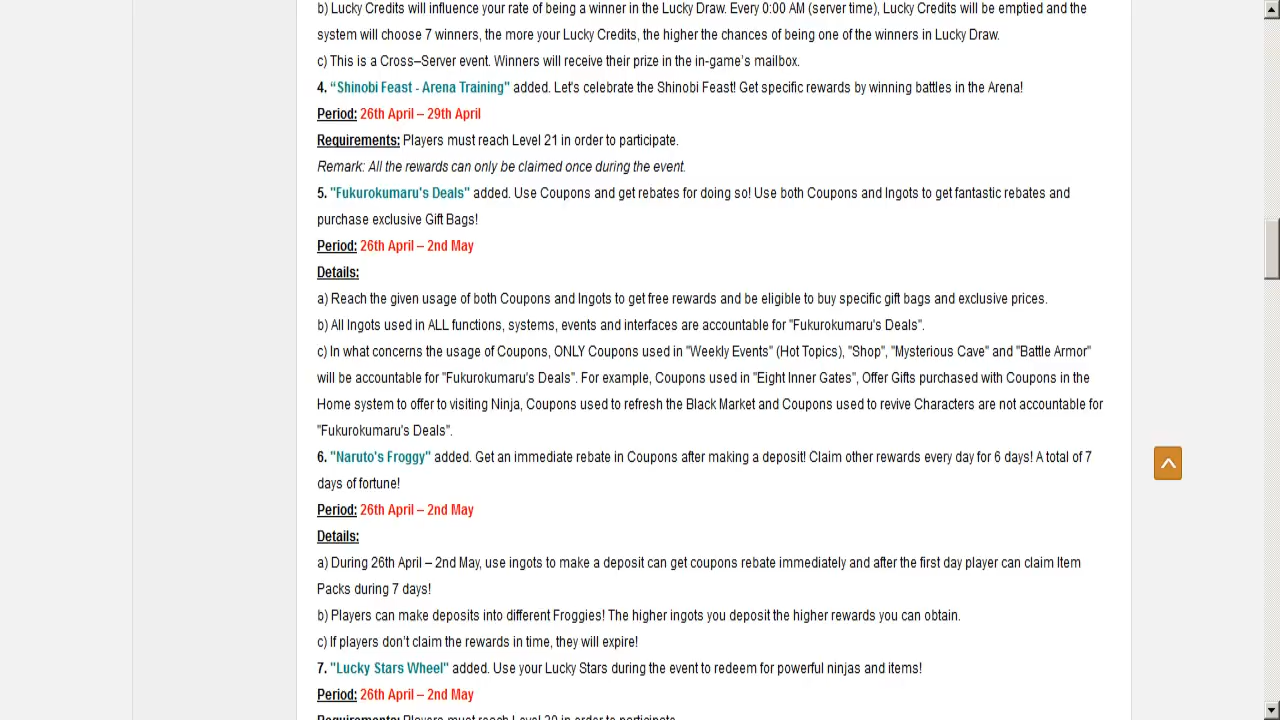 b) Lucky Credits will influence your rate of being a winner in the Lucky Draw. Every 0:00 AM (server time), Lucky Credits will be emptied and the
system will choose 7 winners, the more your Lucky Credits, the higher the chances of being one of the winners in Lucky Draw.
c) This is a Cross–Server event. Winners will receive their prize in the in-game’s mailbox.
4. “Shinobi Feast - Arena Training" added. Let's celebrate the Shinobi Feast! Get specific rewards by winning battles in the Arena!
Period: 26th April – 29th April
Requirements: Players must reach Level 21 in order to participate.
Remark: All the rewards can only be claimed once during the event.
5. "Fukurokumaru's Deals" added. Use Coupons and get rebates for doing so! Use both Coupons and Ingots to get fantastic rebates and
purchase exclusive Gift Bags!
Period: 26th April – 2nd May
Details:
a) Reach the given usage of both Coupons and Ingots to get free rewards and be eligible to buy specific gift bags and exclusive prices.
b) All Ingots used in ALL functions, systems, events and interfaces are accountable for "Fukurokumaru's Deals".
c) In what concerns the usage of Coupons, ONLY Coupons used in "Weekly Events" (Hot Topics), "Shop", "Mysterious Cave" and "Battle Armor"
will be accountable for "Fukurokumaru's Deals". For example, Coupons used in "Eight Inner Gates", Offer Gifts purchased with Coupons in the
Home system to offer to visiting Ninja, Coupons used to refresh the Black Market and Coupons used to revive Characters are not accountable for
"Fukurokumaru's Deals".
6. "Naruto's Froggy" added. Get an immediate rebate in Coupons after making a deposit! Claim other rewards every day for 6 days! A total of 7
days of fortune!
Period: 26th April – 2nd May
Details:
a) During 26th April – 2nd May, use ingots to make a deposit can get coupons rebate immediately and after the first day player can claim Item
Packs during 7 days!
b) Players can make deposits into different Froggies! The higher ingots you deposit the higher rewards you can obtain.
c) If players don’t claim the rewards in time, they will expire!
7. "Lucky Stars Wheel" added. Use your Lucky Stars during the event to redeem for powerful ninjas and items!
Period: 26th April – 2nd May
Requirements: Players must reach Level 20 in order to participate.